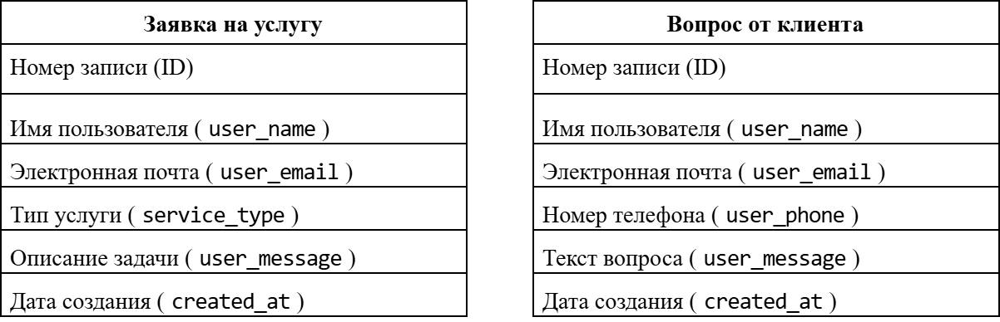 Заявка на услугу
Номер записи (ID)
Имя пользователя ( user_name )
Электронная почта ( user_email )
Тип услуги ( service_type )
Описание задачи ( user_message )
Дата создания ( created_at )
Вопрос от клиента
Номер записи (ID)
Имя пользователя ( user_name )
Электронная почта ( user_email )
Номер телефона ( user_phone )
Текст вопроса ( user_message )
Дата создания ( created_at )